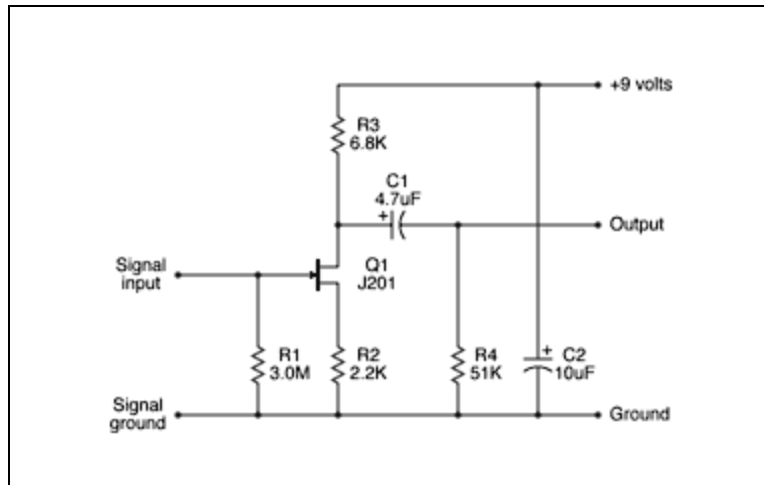 +9 volts
R3
6.8K
C1
4.7uF
+
Output
Signal
input
Q1
J201
R1
3.0M
R2
2.2K
R4
51K
+
C2
10uF
Signal
ground
Ground